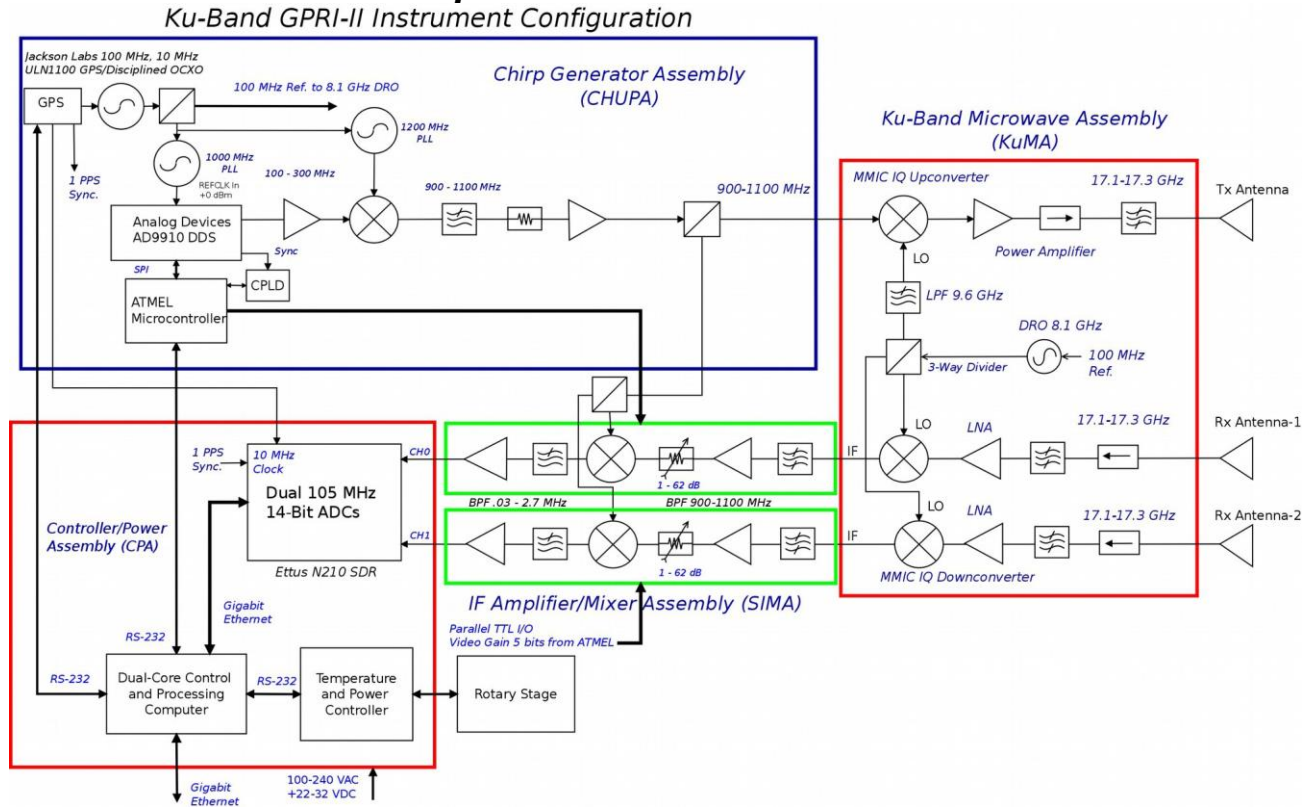 Ku-Band GPRI-II Instrument Configuration
Jackson Labs 100 MHz, 10 MHz
ULN1100 GPS/Disciplined OCXO
GPS
100 MHz Ref. to 8.1 GHz DRO
Chirp Generator Assembly
(CHUPA)
1200 MHz
PLL
1 PPS
Sync.
1000 MHz
PLL
REFCLK In
+0 dBm
100 - 300 MHz
900 - 1100 MHz
900-1100 MHz
Analog Devices
AD9910 DDS
Sync
SPI
CPLD
ATMEL
Microcontroller
Ku-Band Microwave Assembly
(KuMA)
MMIC IQ Upconverter
17.1-17.3 GHz
Tx Antenna
LO
Power Amplifier
LPF 9.6 GHz
DRO 8.1 GHz
3-Way Divider
100 MHz
Ref.
LO
LNA
17.1-17.3 GHz
Rx Antenna-1
IF
LO
LNA
17.1-17.3 GHz
Rx Antenna-2
IF
MMIC IQ Downconverter
1 PPS
Sync.
10 MHz
Clock
Dual 105 MHz
14-Bit ADCs
Ettus N210 SDR
CH0
1 - 62 dB
BPF .03 - 2.7 MHz
BPF 900-1100 MHz
CH1
1 - 62 dB
IF Amplifier/Mixer Assembly (SIMA)
Controller/Power
Assembly (CPA)
Gigabit
Ethernet
RS-232
Parallel TTL I/O
Video Gain 5 bits from ATMEL
RS-232
Dual-Core Control
and Processing
Computer
RS-232
Temperature
and Power
Controller
Rotary Stage
Gigabit
Ethernet
100-240 VAC
+22-32 VDC